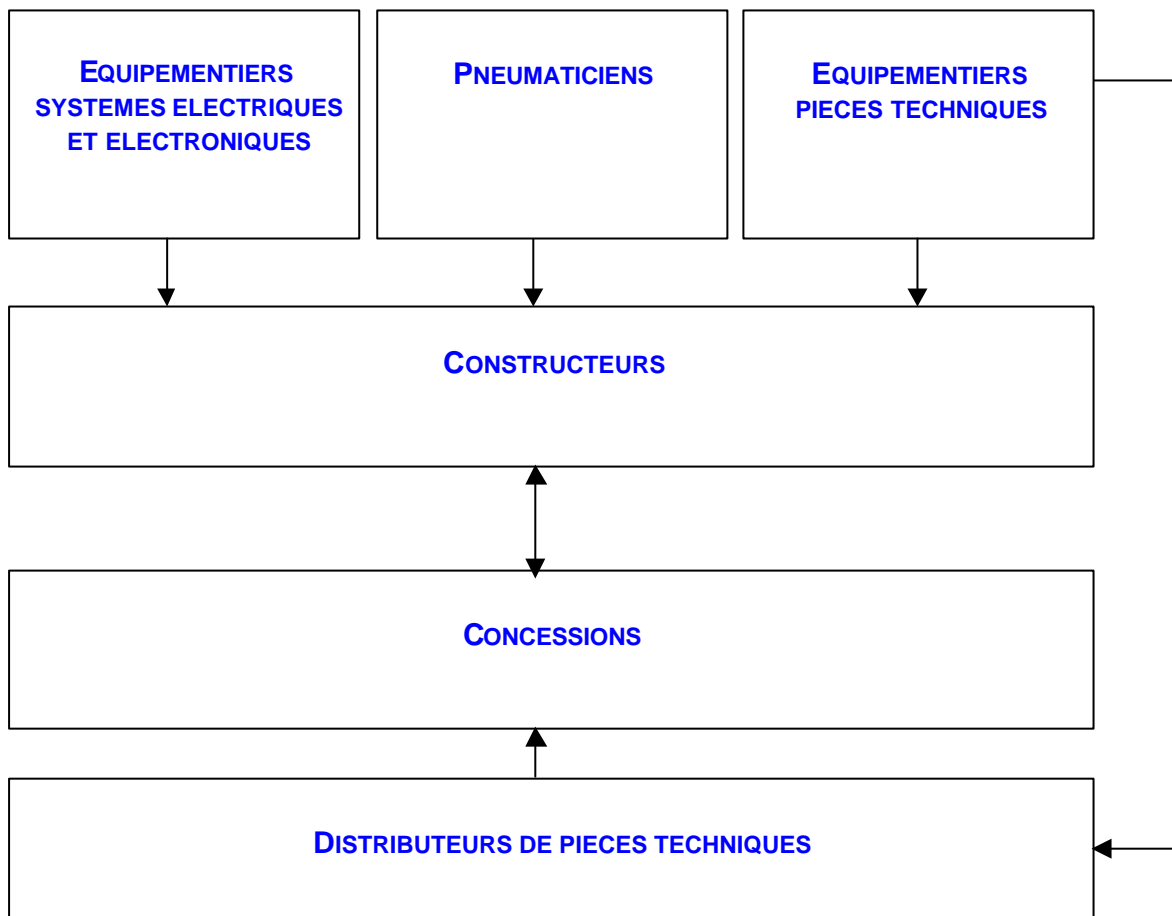 EQUIPEMENTIERS
SYSTEMES ELECTRIQUES
ET ELECTRONIQUES
PNEUMATICIENS
EQUIPEMENTIERS
PIECES TECHNIQUES
CONSTRUCTEURS
CONCESSIONS
DISTRIBUTEURS DE PIECES TECHNIQUES